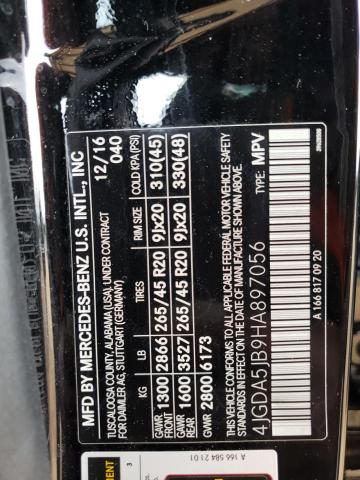 MFD BY MERCEDES-BENZ U.S. INTL., INC
TUSCALOOSA COUNTY, ALABAMA (USA), UNDER CONTRACT
FOR DAIMLER AG, STUTTGART (GERMANY)
12/16
040
KG LB TIRES RIM SIZE COLD KPA (PSI)
GAWR FRONT 1300 2866 265/45 R20 9Jx20 310(45)
GAWR REAR 1600 3527 265/45 R20 9Jx20 330(48)
GVWR 2800 6173
THIS VEHICLE CONFORMS TO ALL APPLICABLE FEDERAL MOTOR VEHICLE SAFETY
STANDARDS IN EFFECT ON THE DATE OF MANUFACTURE SHOWN ABOVE.
4JGDA5JB9HA897056 TYPE: MPV
A 166 817 09 20
A 166 584 21 01
3